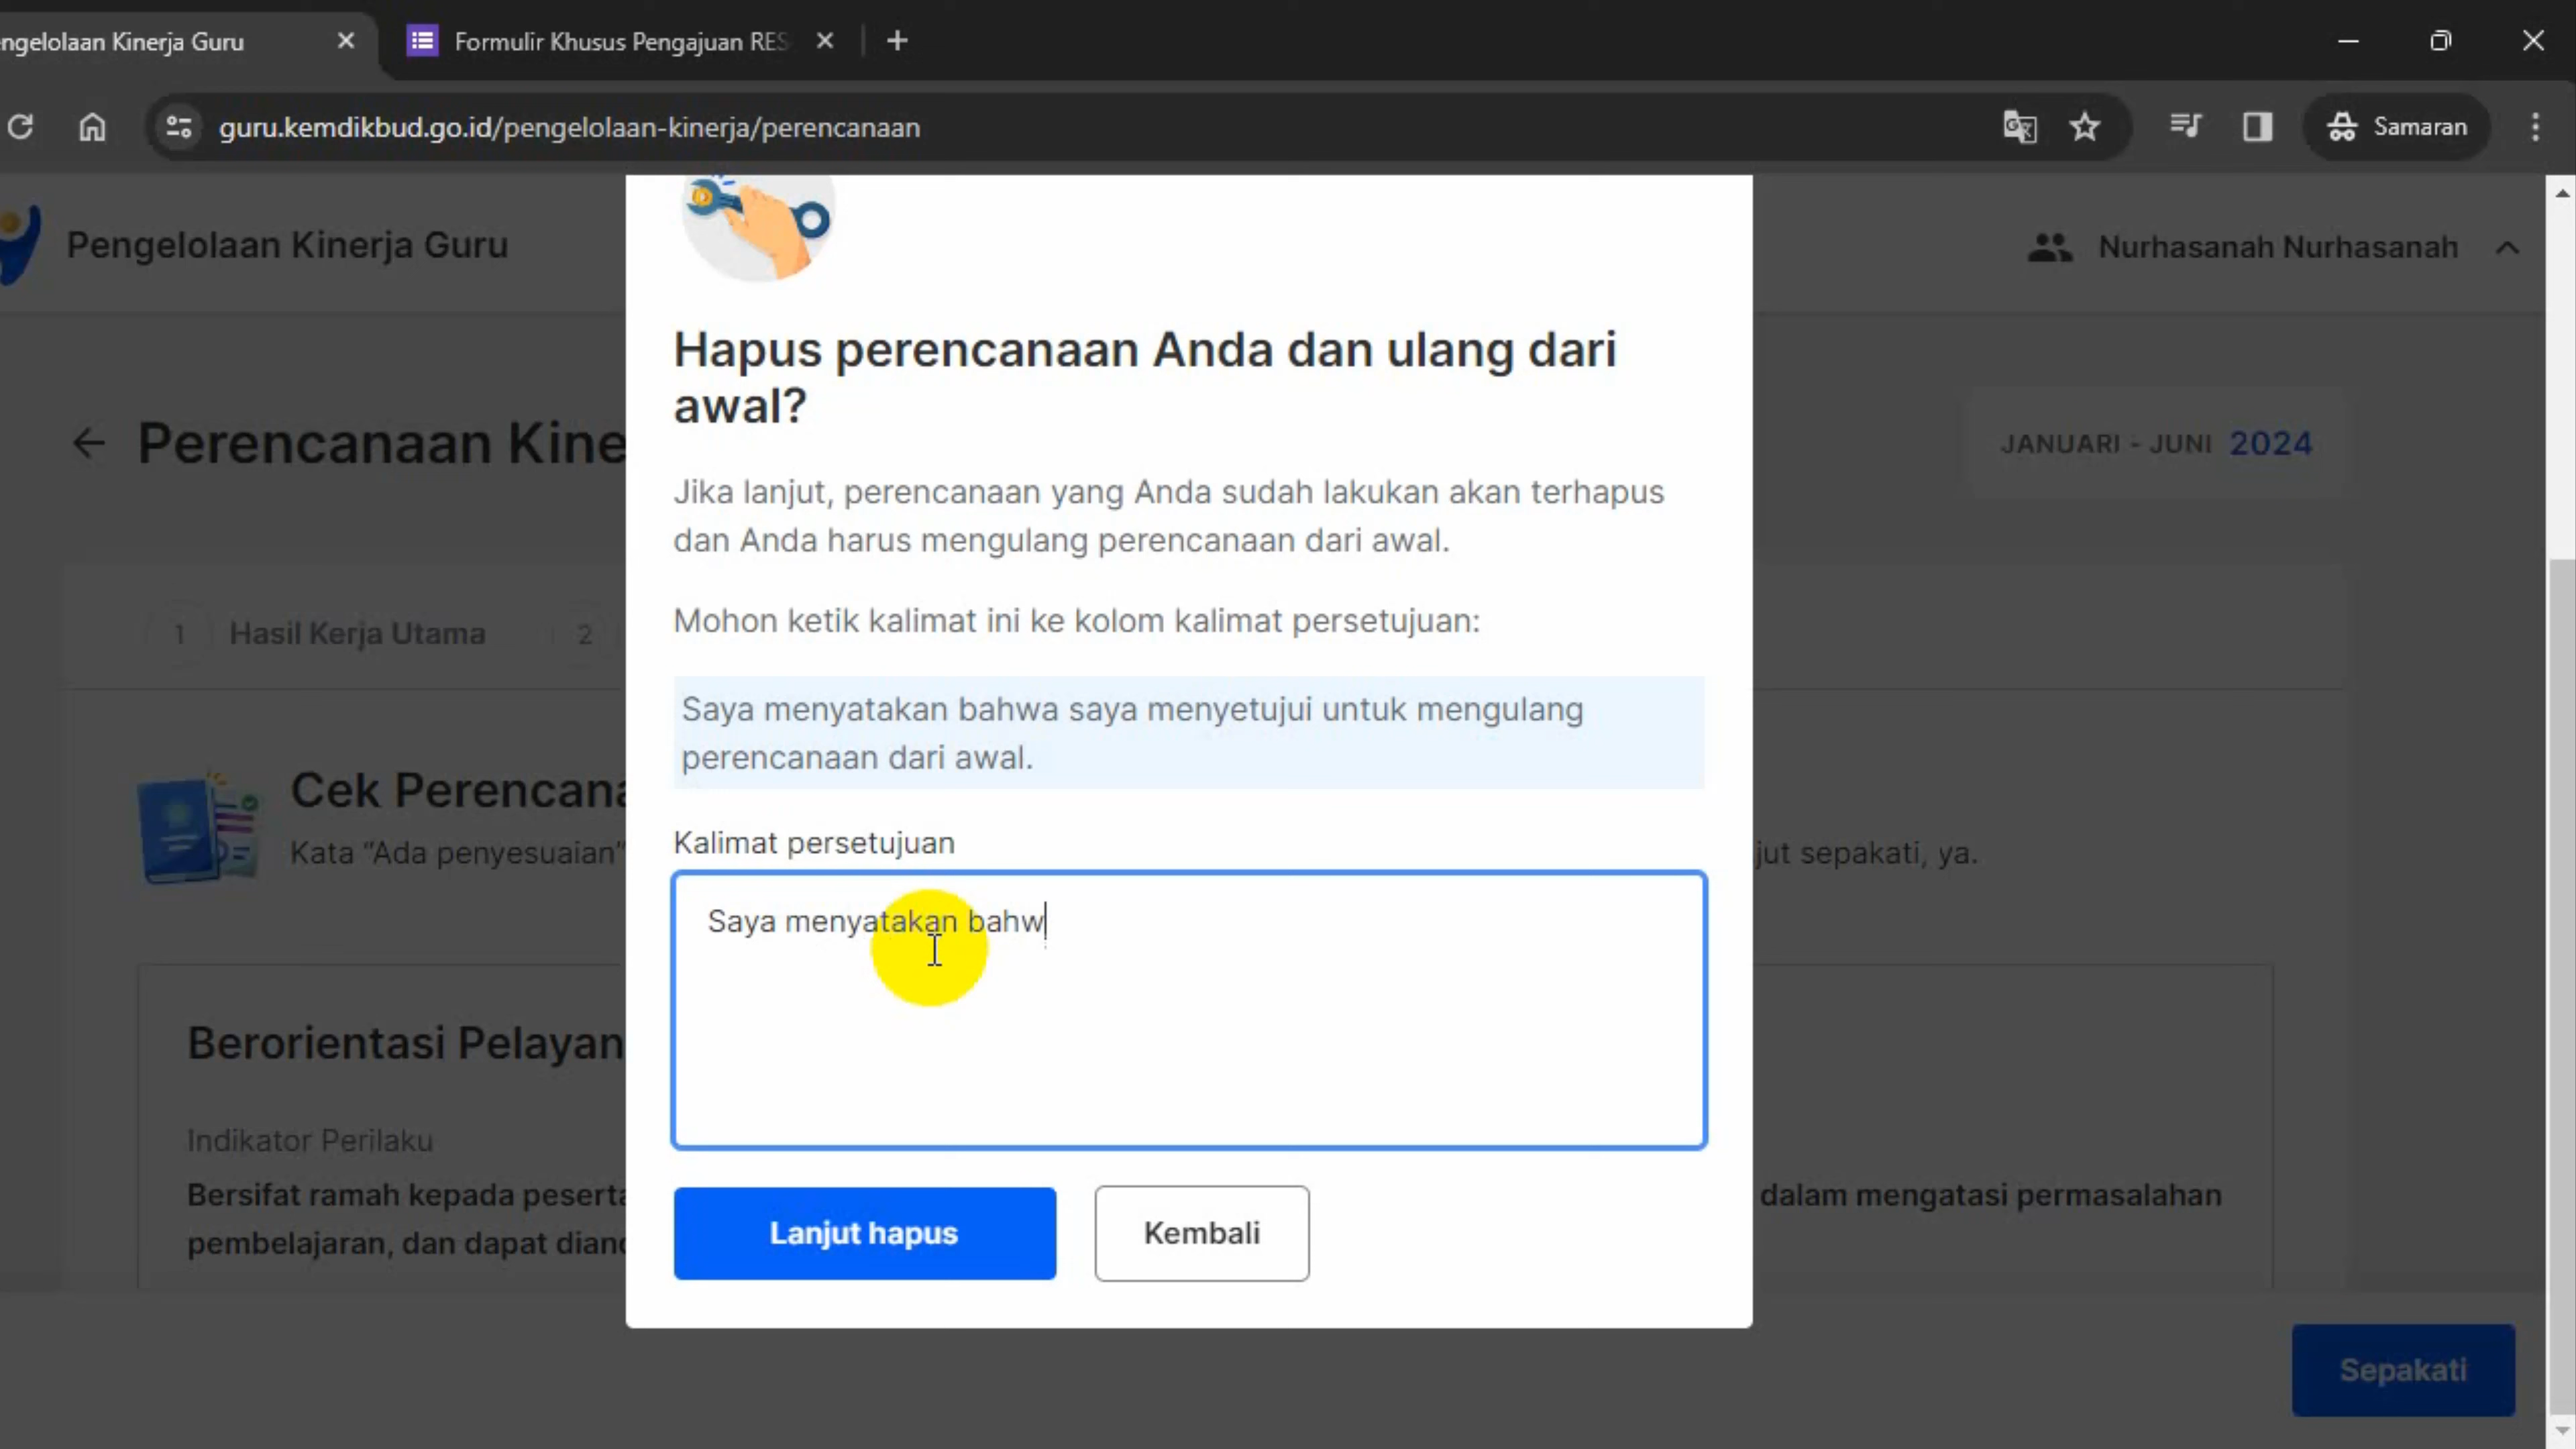 ngelolaan Kinerja Guru
Formulir Khusus Pengajuan RES
guru.kemdikbud.go.id/pengelolaan-kinerja/perencanaan
Samaran
Pengelolaan Kinerja Guru
Nurhasanah Nurhasanah
Perencanaan Kine
JANUARI - JUNI 2024
1 Hasil Kerja Utama 2
Cek Perencana
Kata “Ada penyesuaian”
jut sepakati, ya.
Berorientasi Pelayan
Indikator Perilaku
Bersifat ramah kepada peserta
dalam mengatasi permasalahan
pembelajaran, dan dapat dianc
Hapus perencanaan Anda dan ulang dari
awal?
Jika lanjut, perencanaan yang Anda sudah lakukan akan terhapus
dan Anda harus mengulang perencanaan dari awal.
Mohon ketik kalimat ini ke kolom kalimat persetujuan:
Saya menyatakan bahwa saya menyetujui untuk mengulang
perencanaan dari awal.
Kalimat persetujuan
Saya menyatakan bahw
Lanjut hapus
Kembali
Sepakati